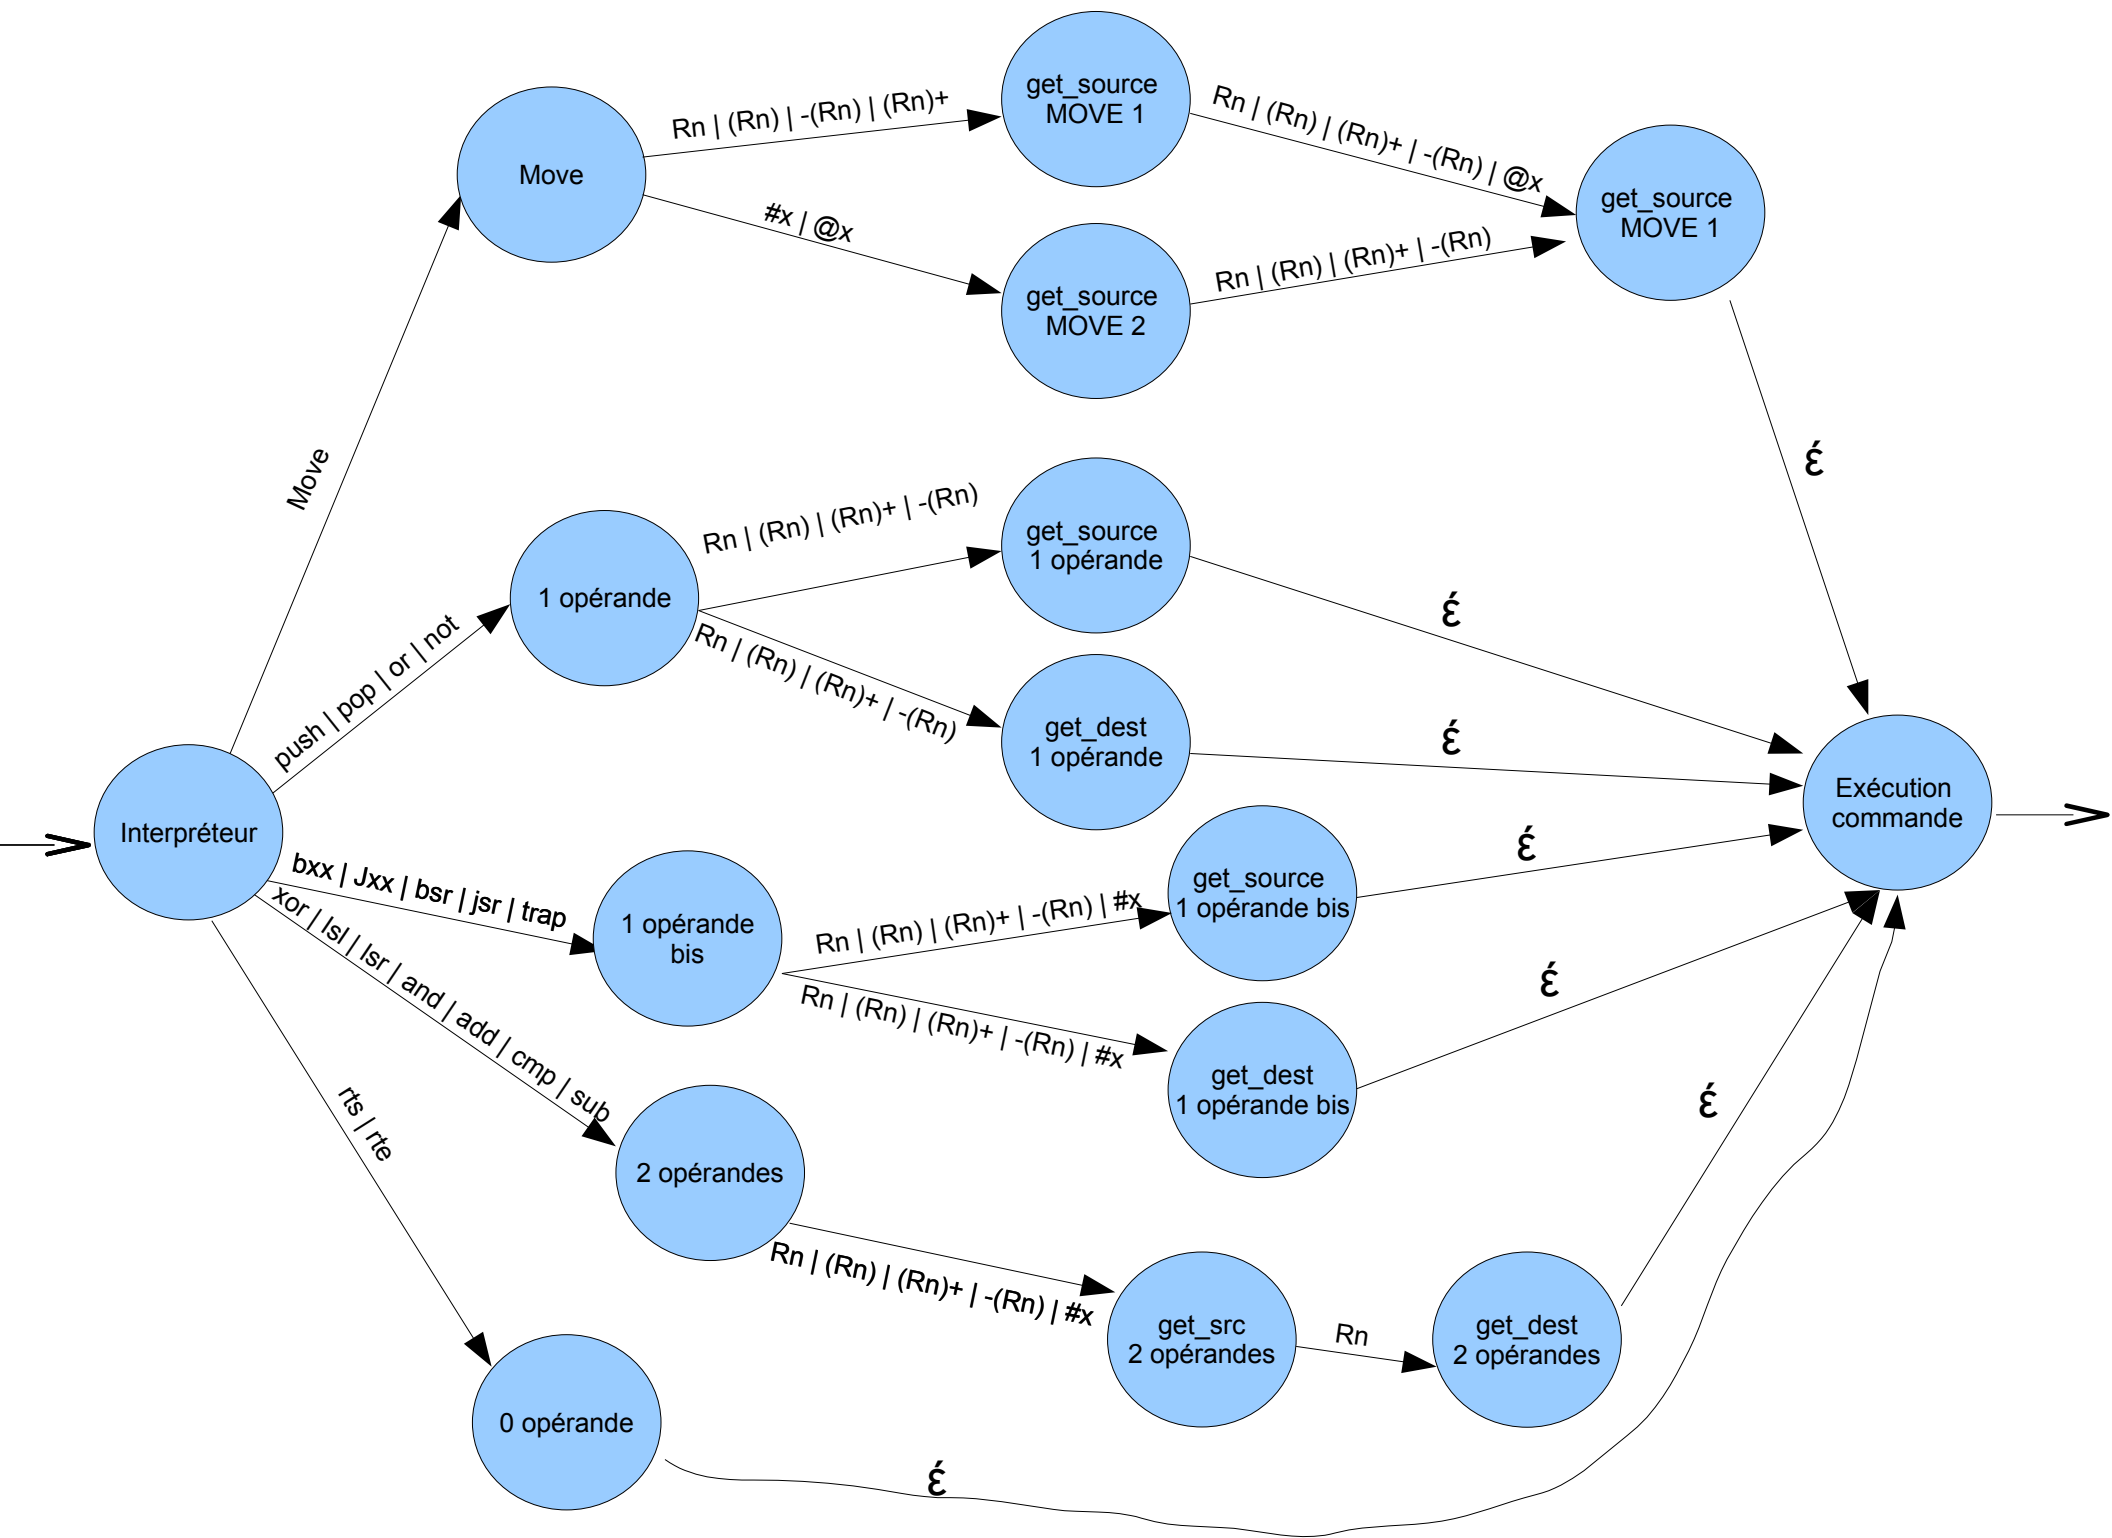 get_source
MOVE 1
Rn | (Rn) | -(Rn) | (Rn)+
Rn | (Rn) | (Rn)+ | -(Rn) | @x
Move
get_source
MOVE 1
#x | @x
Rn | (Rn) | (Rn)+ | -(Rn)
get_source
MOVE 2
έ
Move
Rn | (Rn) | (Rn)+ | -(Rn)
get_source
1 opérande
1 opérande
έ
push | pop | or | not
Rn | (Rn) | (Rn)+ | -(Rn)
get_dest
1 opérande
έ
Exécution
commande
Interpréteur
έ
bxx | Jxx | bsr | jsr | trap
get_source
1 opérande bis
1 opérande
bis
Rn | (Rn) | (Rn)+ | -(Rn) | #x
xor | lsl | lsr | and | add | cmp | sub
έ
Rn | (Rn) | (Rn)+ | -(Rn) | #x
get_dest
1 opérande bis
έ
rts | rte
2 opérandes
Rn | (Rn) | (Rn)+ | -(Rn) | #x
get_src
2 opérandes
Rn
get_dest
2 opérandes
0 opérande
έ